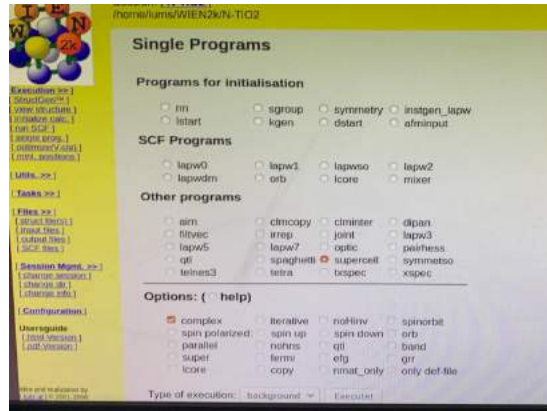 /home/lums/WIEN2k/N-TiO2
W I E N
2k
Single Programs
Execution >> ]
[ StructGen™ ]
[ view structure ]
[ initialize calc. ]
[ run SCF ]
[ single prog. ]
[ optimize(V,c/a) ]
[ mini. positions ]
[ Utils. >> ]
[ Tasks >> ]
[ Files >> ]
[ struct file(s) ]
[ input files ]
[ output files ]
[ SCF files ]
[ Session Mgmt. >> ]
[ change session ]
[ change dir ]
[ change info ]
[ Configuration ]
Usersguide
[ html-Version ]
[ pdf-Version ]
Programs for initialisation
nn sgroup symmetry instgen_lapw
lstart kgen dstart afminput
SCF Programs
lapw0 lapw1 lapwso lapw2
lapwdm orb lcore mixer
Other programs
aim clmcopy clminter dipan
filtvec irrep joint lapw3
lapw5 lapw7 optic pairhess
qtl spaghetti supercell symmetso
telnes3 tetra txspec xspec
Options: ( help)
complex iterative noHinv spinorbit
spin polarized: spin up spin down orb
parallel nohns qtl band
super fermi efg grr
lcore copy nmat_only only def-file
Type of execution: background Execute!